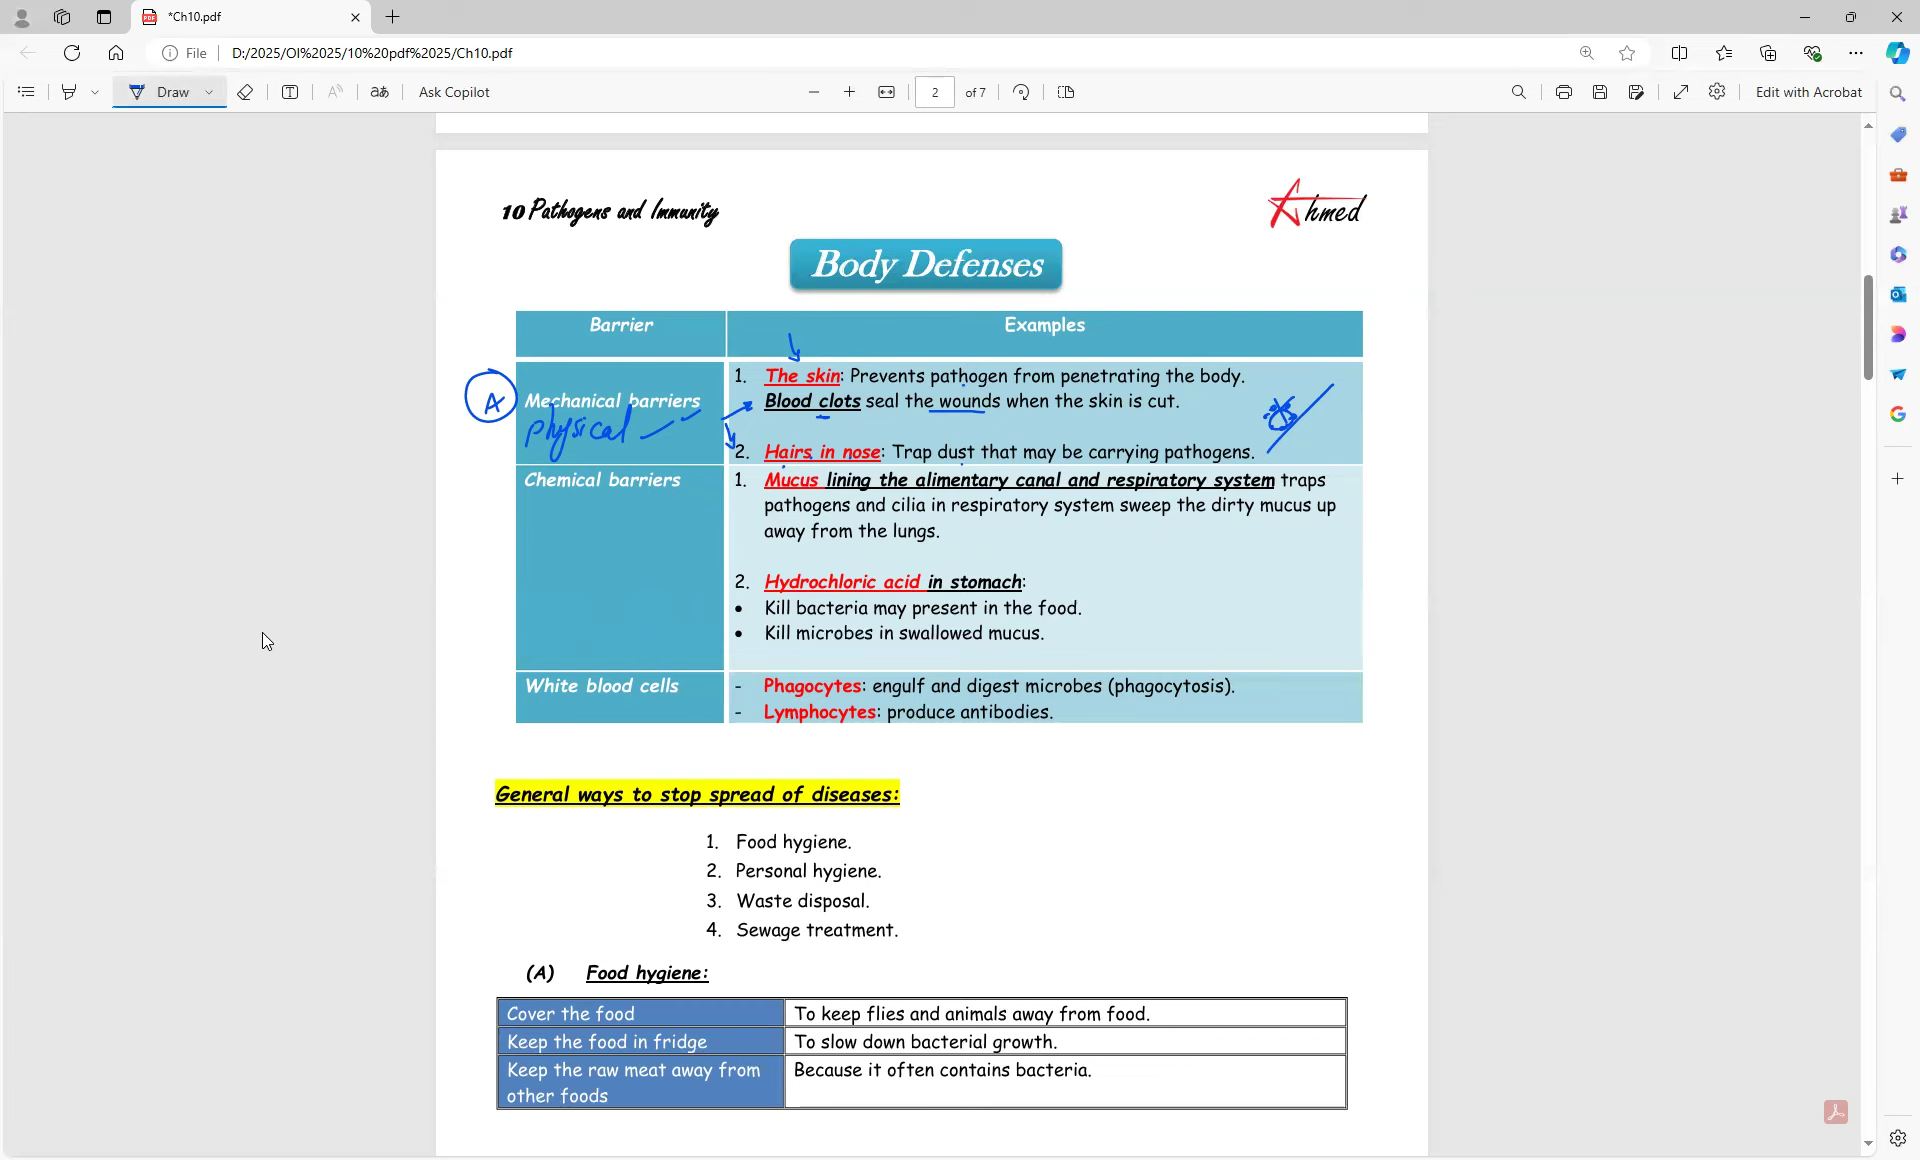 *Ch10.pdf
File D:/2025/OI%2025/10%20pdf%2025/Ch10.pdf
Draw
aあ
Ask Copilot
2 of 7
Edit with Acrobat
10 Pathogens and Immunity
Ahmed
Body Defenses
Barrier
Examples
A
Mechanical barriers
physical
1. The skin: Prevents pathogen from penetrating the body.
Blood clots seal the wounds when the skin is cut.
2. Hairs in nose: Trap dust that may be carrying pathogens.
Chemical barriers
1. Mucus lining the alimentary canal and respiratory system traps
pathogens and cilia in respiratory system sweep the dirty mucus up
away from the lungs.
2. Hydrochloric acid in stomach:
• Kill bacteria may present in the food.
• Kill microbes in swallowed mucus.
White blood cells
- Phagocytes: engulf and digest microbes (phagocytosis).
- Lymphocytes: produce antibodies.
General ways to stop spread of diseases:
1. Food hygiene.
2. Personal hygiene.
3. Waste disposal.
4. Sewage treatment.
(A) Food hygiene:
Cover the food
To keep flies and animals away from food.
Keep the food in fridge
To slow down bacterial growth.
Keep the raw meat away from
other foods
Because it often contains bacteria.